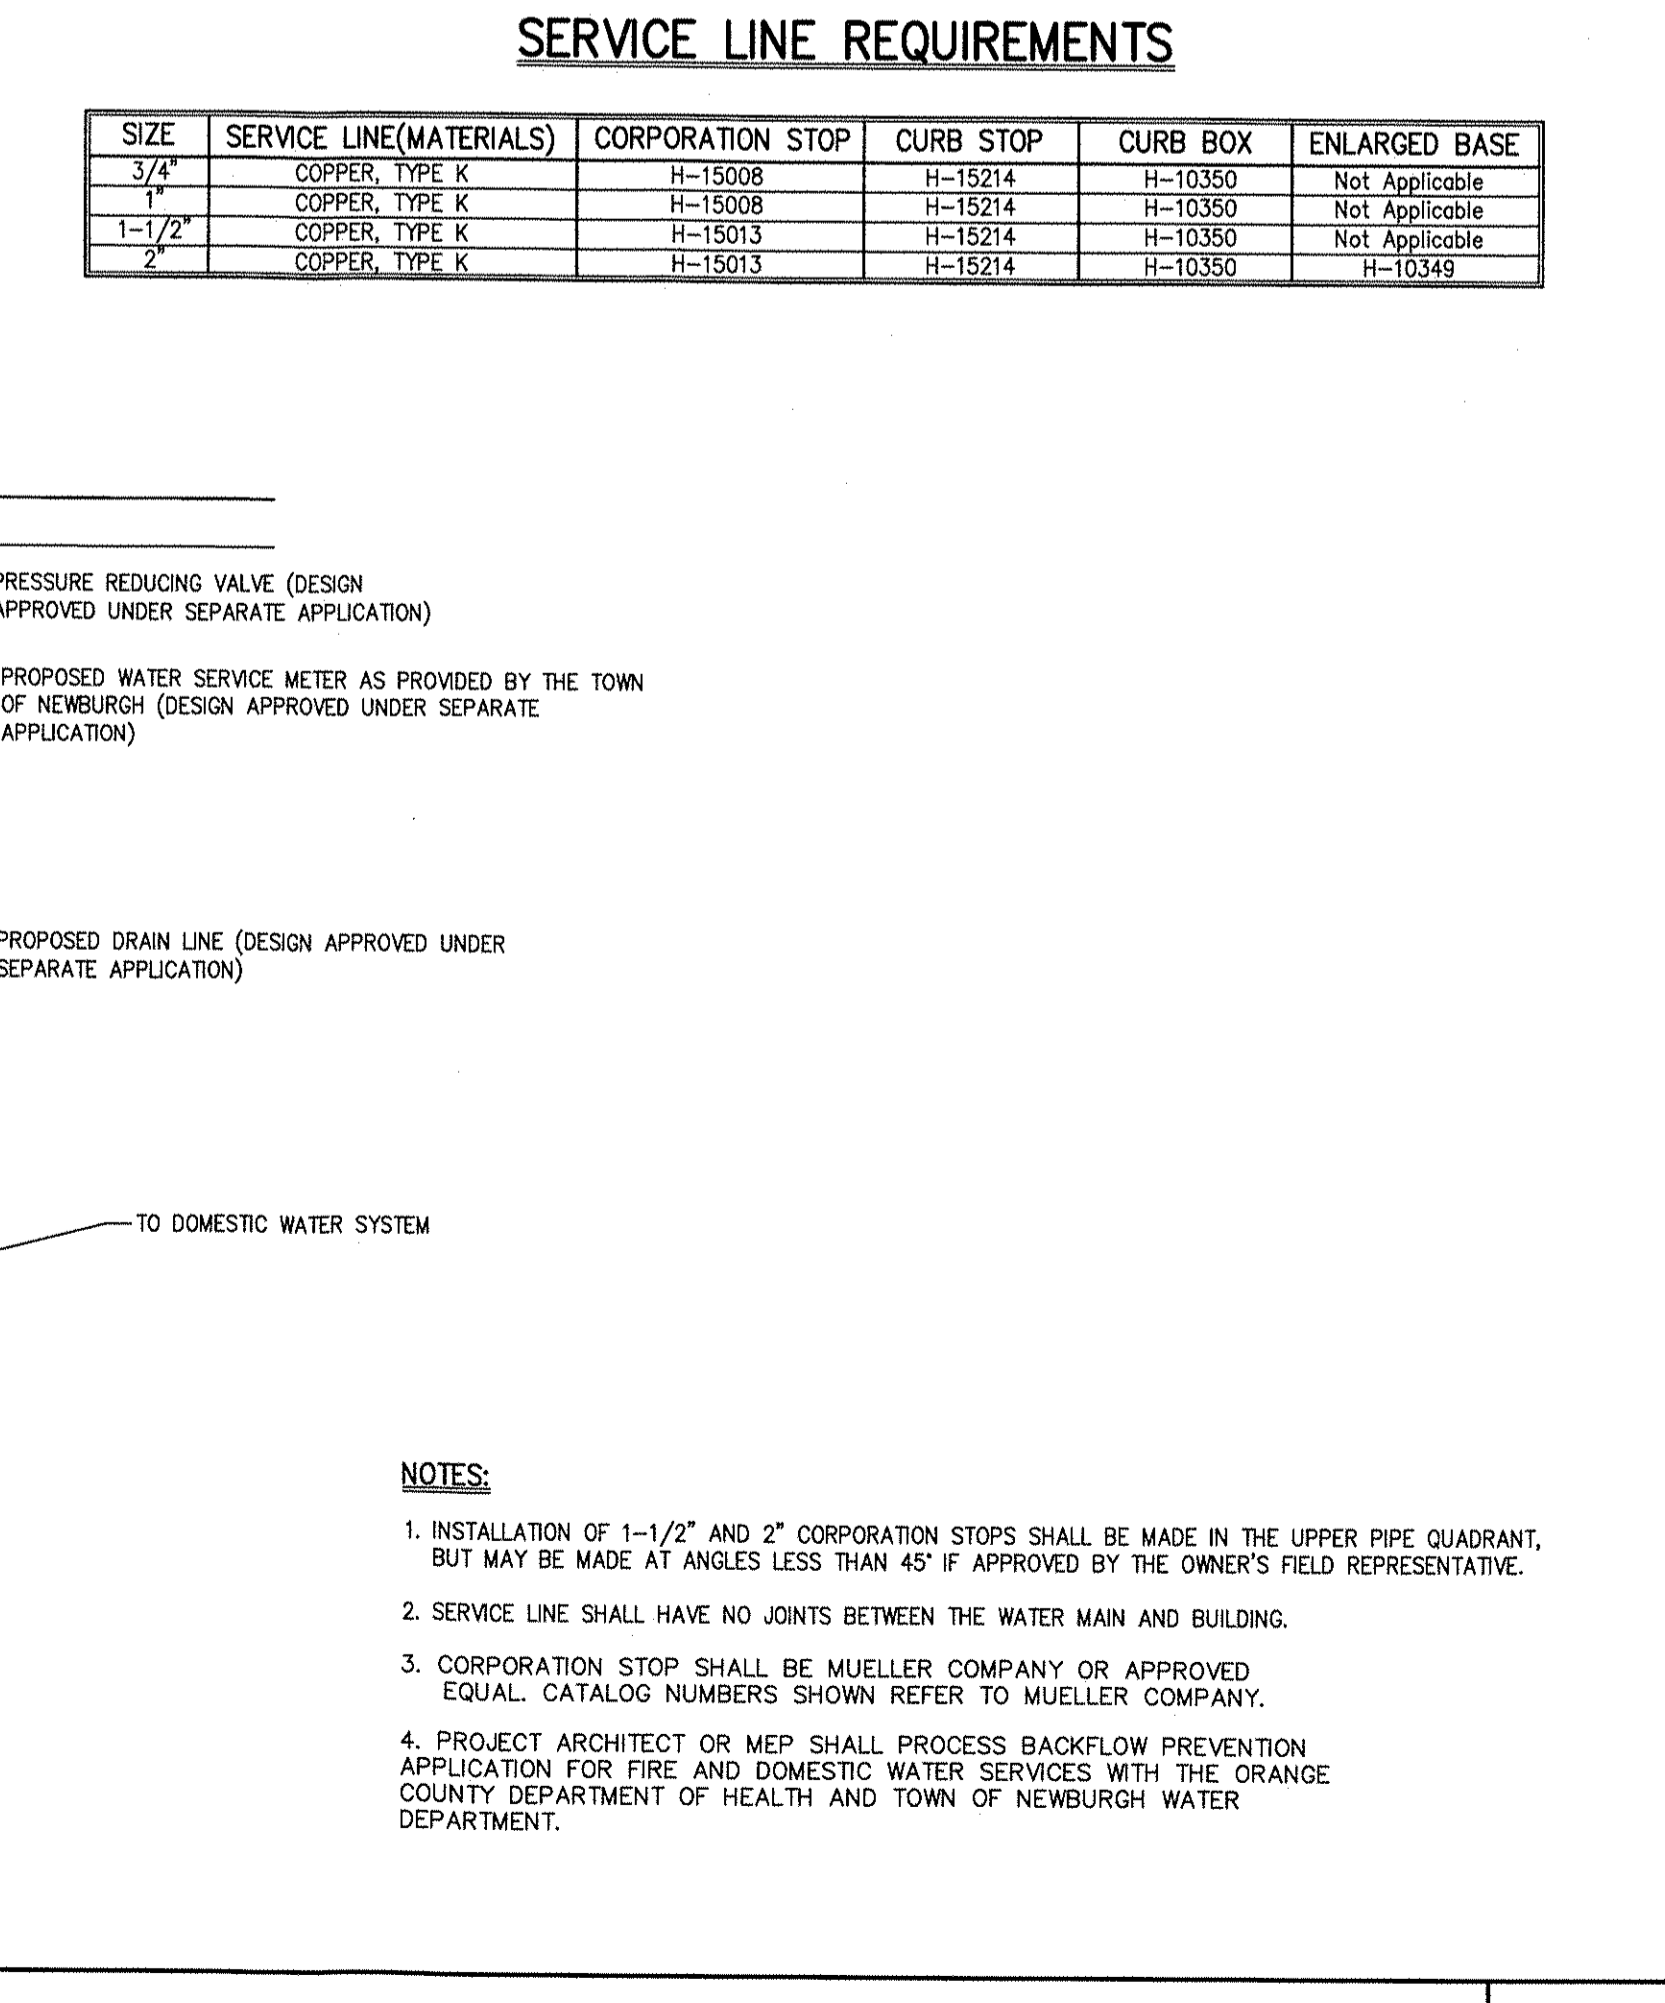 SERVICE LINE REQUIREMENTS
SIZE SERVICE LINE(MATERIALS) CORPORATION STOP CURB STOP CURB BOX ENLARGED BASE
3/4" COPPER, TYPE K H-15008 H-15214 H-10350 Not Applicable
1" COPPER, TYPE K H-15008 H-15214 H-10350 Not Applicable
1-1/2" COPPER, TYPE K H-15013 H-15214 H-10350 Not Applicable
2" COPPER, TYPE K H-15013 H-15214 H-10350 H-10349
PRESSURE REDUCING VALVE (DESIGN
APPROVED UNDER SEPARATE APPLICATION)
PROPOSED WATER SERVICE METER AS PROVIDED BY THE TOWN
OF NEWBURGH (DESIGN APPROVED UNDER SEPARATE
APPLICATION)
PROPOSED DRAIN LINE (DESIGN APPROVED UNDER
SEPARATE APPLICATION)
TO DOMESTIC WATER SYSTEM
NOTES:
1. INSTALLATION OF 1-1/2" AND 2" CORPORATION STOPS SHALL BE MADE IN THE UPPER PIPE QUADRANT,
BUT MAY BE MADE AT ANGLES LESS THAN 45° IF APPROVED BY THE OWNER'S FIELD REPRESENTATIVE.
2. SERVICE LINE SHALL HAVE NO JOINTS BETWEEN THE WATER MAIN AND BUILDING.
3. CORPORATION STOP SHALL BE MUELLER COMPANY OR APPROVED
EQUAL. CATALOG NUMBERS SHOWN REFER TO MUELLER COMPANY.
4. PROJECT ARCHITECT OR MEP SHALL PROCESS BACKFLOW PREVENTION
APPLICATION FOR FIRE AND DOMESTIC WATER SERVICES WITH THE ORANGE
COUNTY DEPARTMENT OF HEALTH AND TOWN OF NEWBURGH WATER
DEPARTMENT.